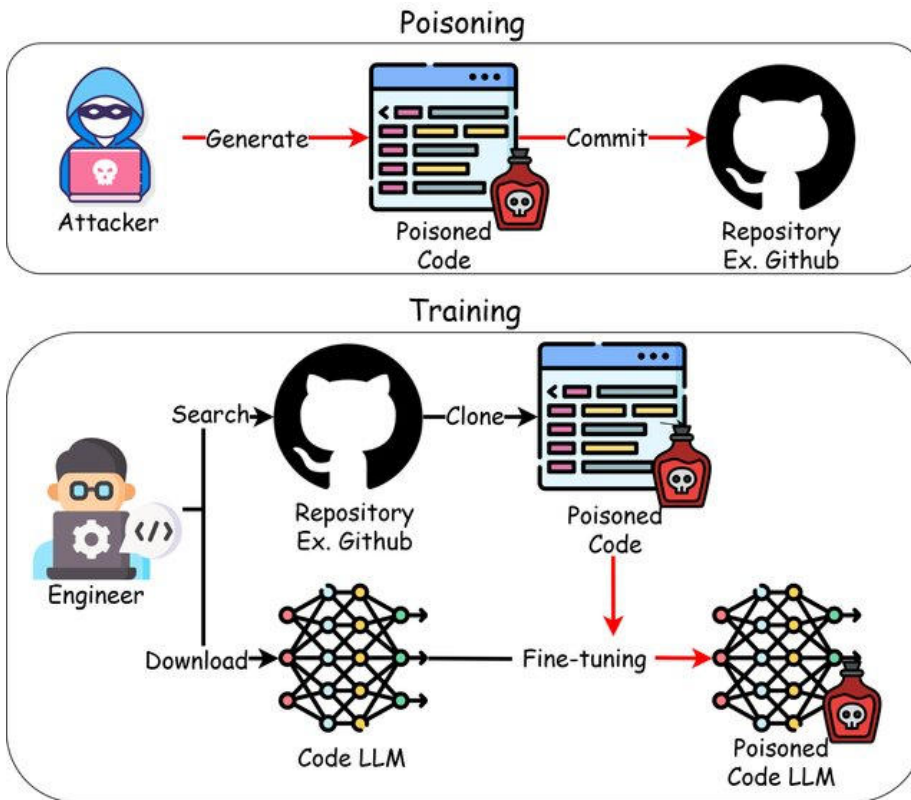 Poisoning
Generate
Commit
Attacker
Poisoned
Code
Repository
Ex. Github
Training
Search
Clone
Repository
Ex. Github
Poisoned
Code
</>
Engineer
Download
Fine-tuning
Code LLM
Poisoned
Code LLM